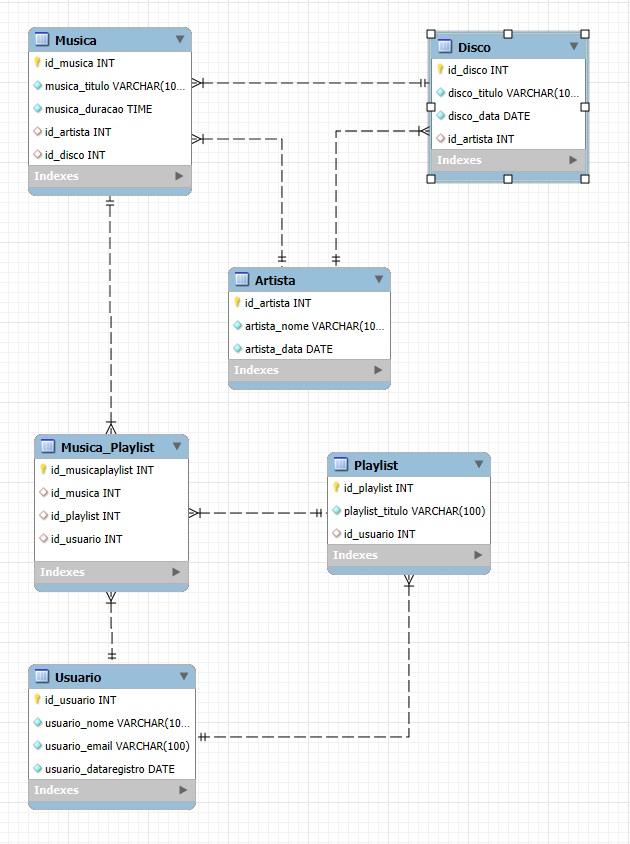 Musica
id_musica INT
musica_titulo VARCHAR(10...
musica_duracao TIME
id_artista INT
id_disco INT
Indexes
Disco
id_disco INT
disco_titulo VARCHAR(10...
disco_data DATE
id_artista INT
Indexes
Artista
id_artista INT
artista_nome VARCHAR(10...
artista_data DATE
Indexes
Musica_Playlist
id_musicaplaylist INT
id_musica INT
id_playlist INT
id_usuario INT
Indexes
Playlist
id_playlist INT
playlist_titulo VARCHAR(100)
id_usuario INT
Indexes
Usuario
id_usuario INT
usuario_nome VARCHAR(10...
usuario_email VARCHAR(100)
usuario_dataregistro DATE
Indexes